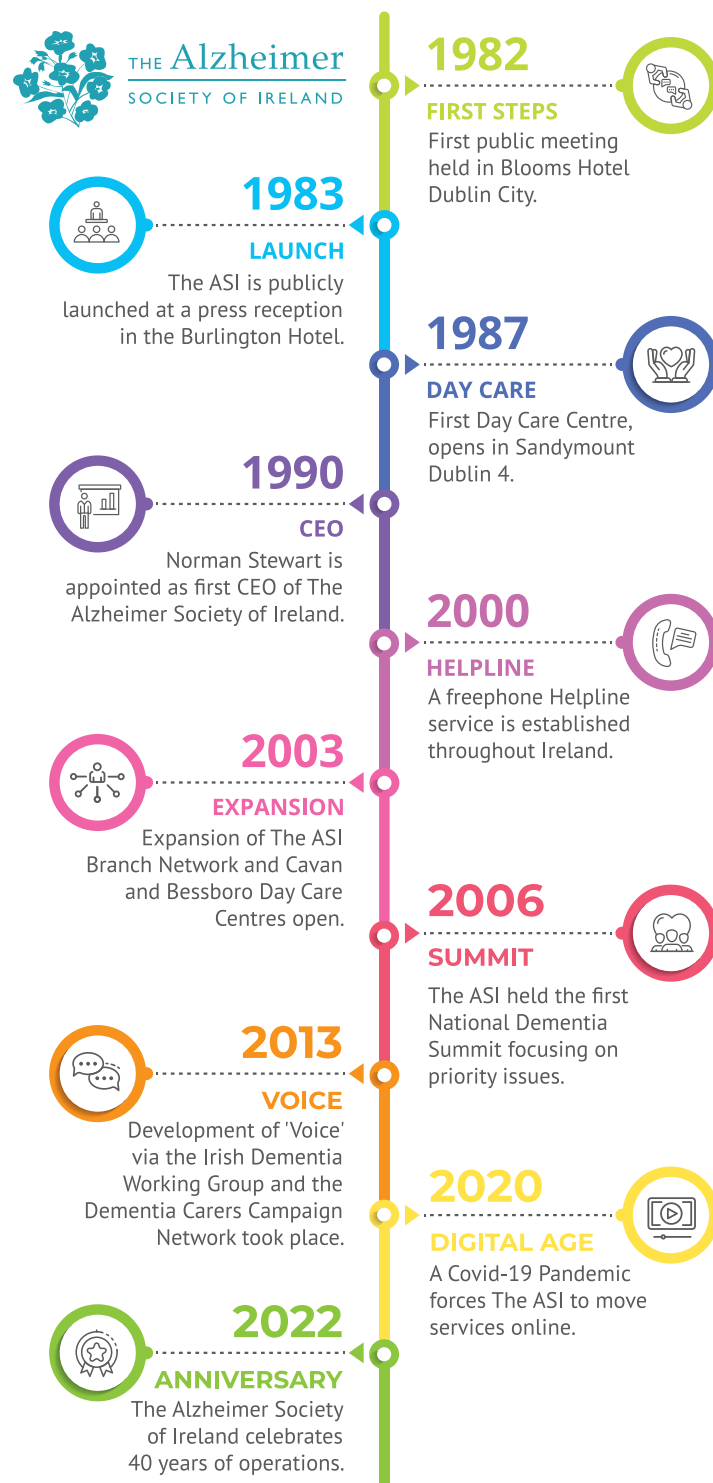 THE Alzheimer
SOCIETY OF IRELAND
1982
FIRST STEPS
First public meeting
held in Blooms Hotel
Dublin City.
1983
LAUNCH
The ASI is publicly
launched at a press reception
in the Burlington Hotel.
1987
DAY CARE
First Day Care Centre,
opens in Sandymount
Dublin 4.
1990
CEO
Norman Stewart is
appointed as first CEO of The
Alzheimer Society of Ireland.
2000
HELPLINE
A freephone Helpline
service is established
throughout Ireland.
2003
EXPANSION
Expansion of The ASI
Branch Network and Cavan
and Bessboro Day Care
Centres open.
2006
SUMMIT
The ASI held the first
National Dementia
Summit focusing on
priority issues.
2013
VOICE
Development of 'Voice'
via the Irish Dementia
Working Group and the
Dementia Carers Campaign
Network took place.
2020
DIGITAL AGE
A Covid-19 Pandemic
forces The ASI to move
services online.
2022
ANNIVERSARY
The Alzheimer Society
of Ireland celebrates
40 years of operations.